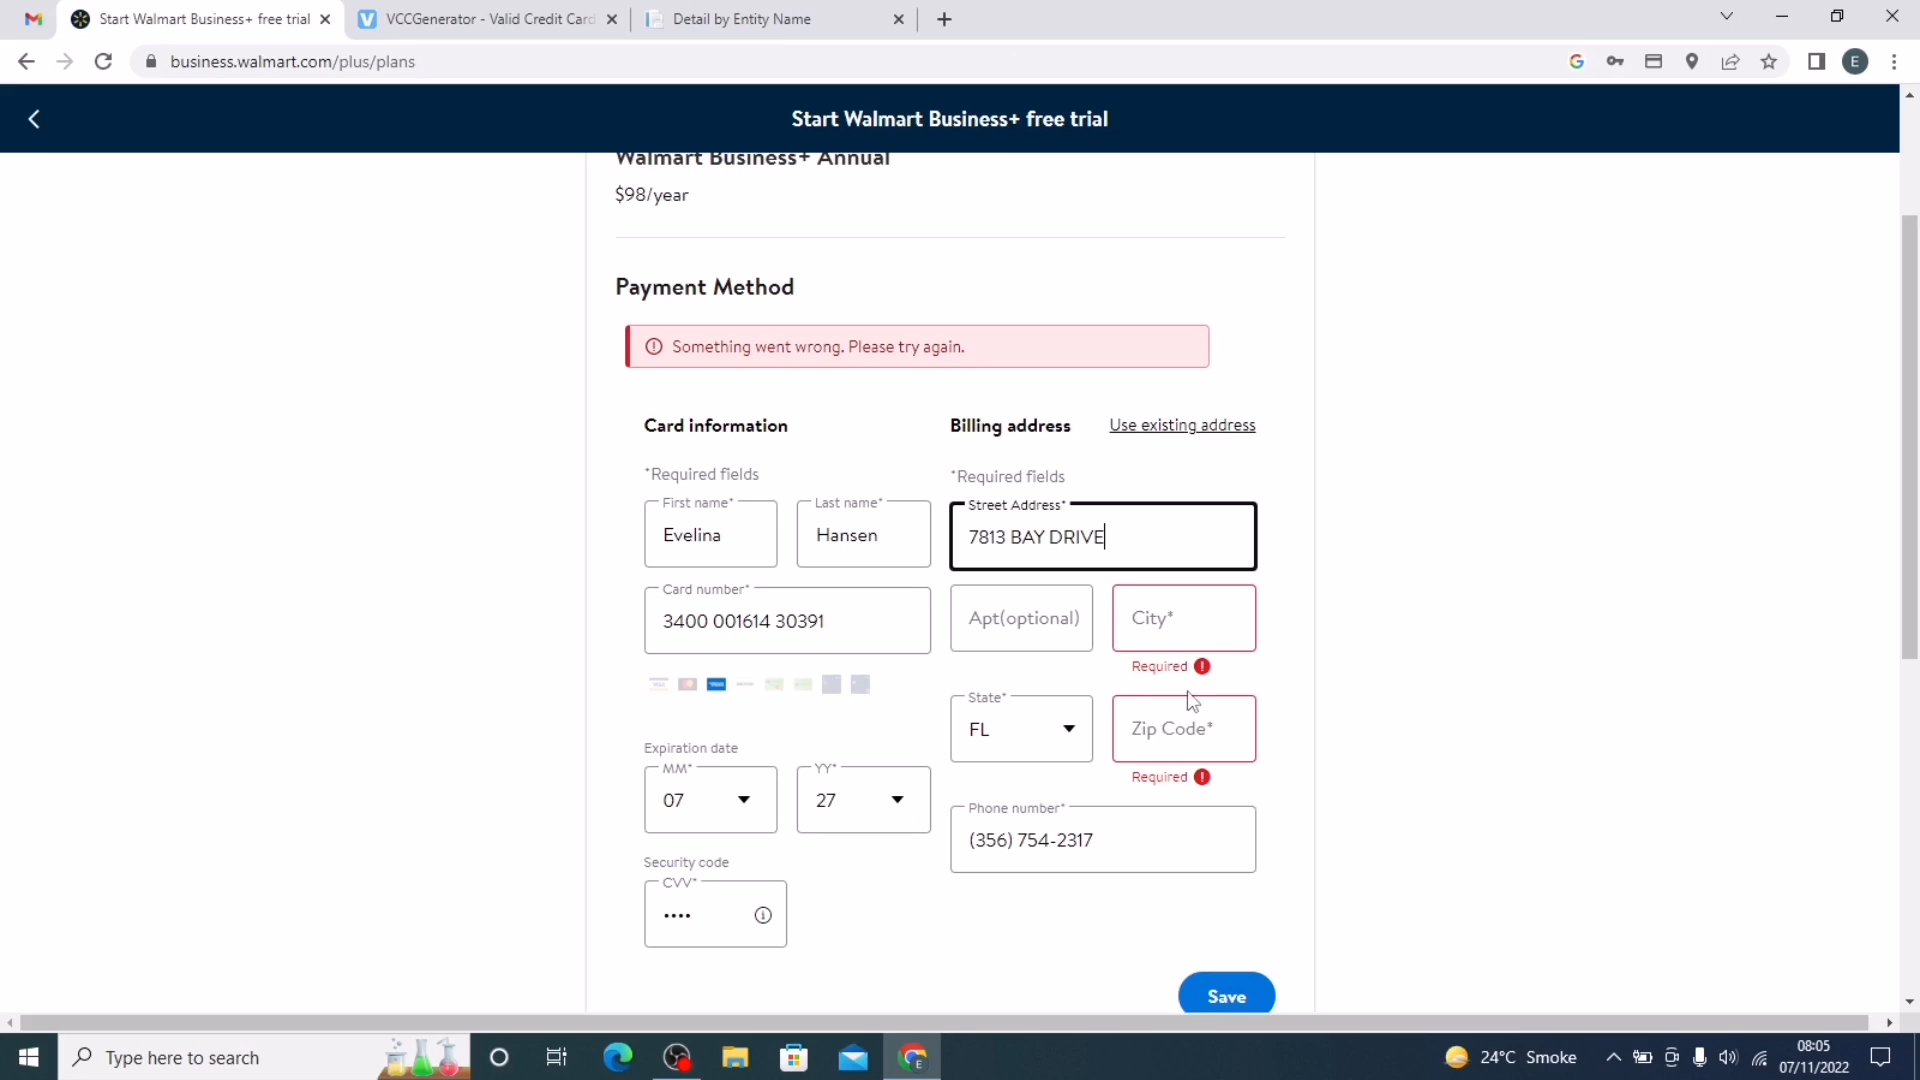 Start Walmart Business+ free trial
VCCGenerator - Valid Credit Card
Detail by Entity Name
business.walmart.com/plus/plans
E
Start Walmart Business+ free trial
Walmart Business+ Annual
$98/year
Payment Method
Something went wrong. Please try again.
Card information
Billing address
Use existing address
*Required fields
*Required fields
First name*
Evelina
Last name*
Hansen
Street Address*
7813 BAY DRIVE
Card number*
3400 001614 30391
Apt(optional)
City*
Required
State*
FL
Zip Code*
Required
Expiration date
MM*
07
YY*
27
Phone number*
(356) 754-2317
Security code
CVV*
••••
Save
Type here to search
24°C Smoke
08:05
07/11/2022